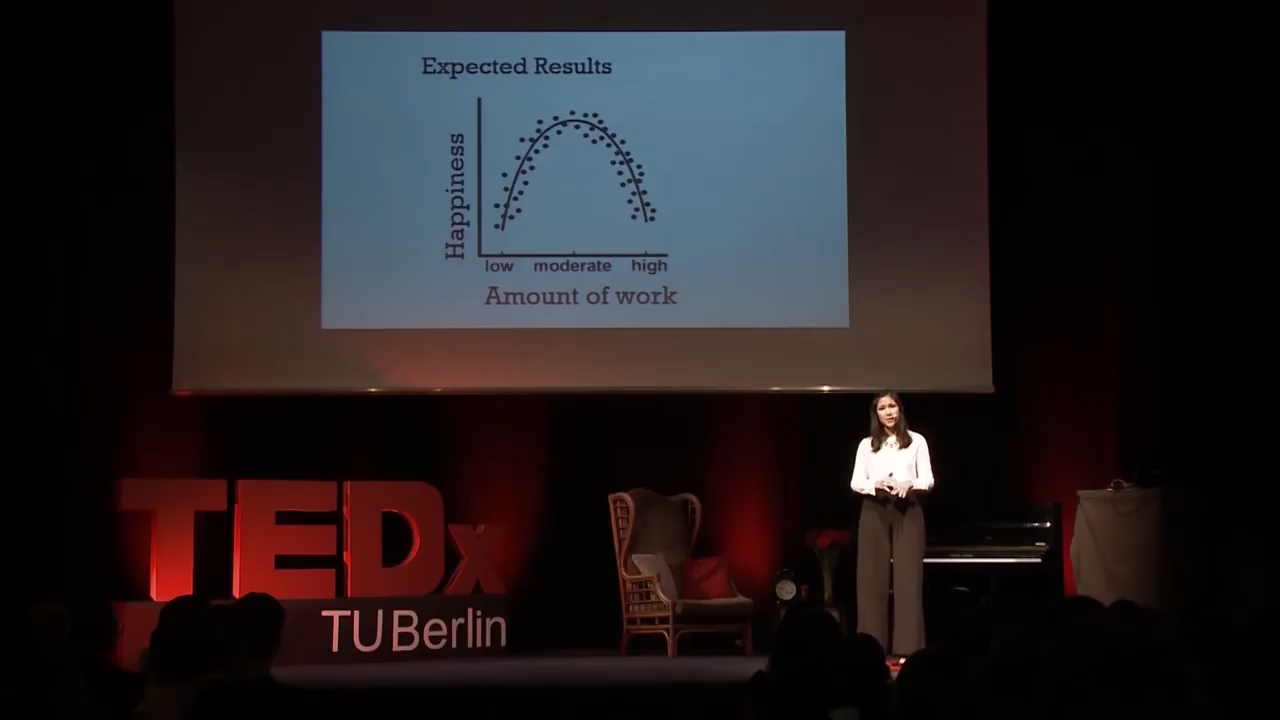 Expected Results
Happiness
low moderate high
Amount of work
TEDx
TU Berlin